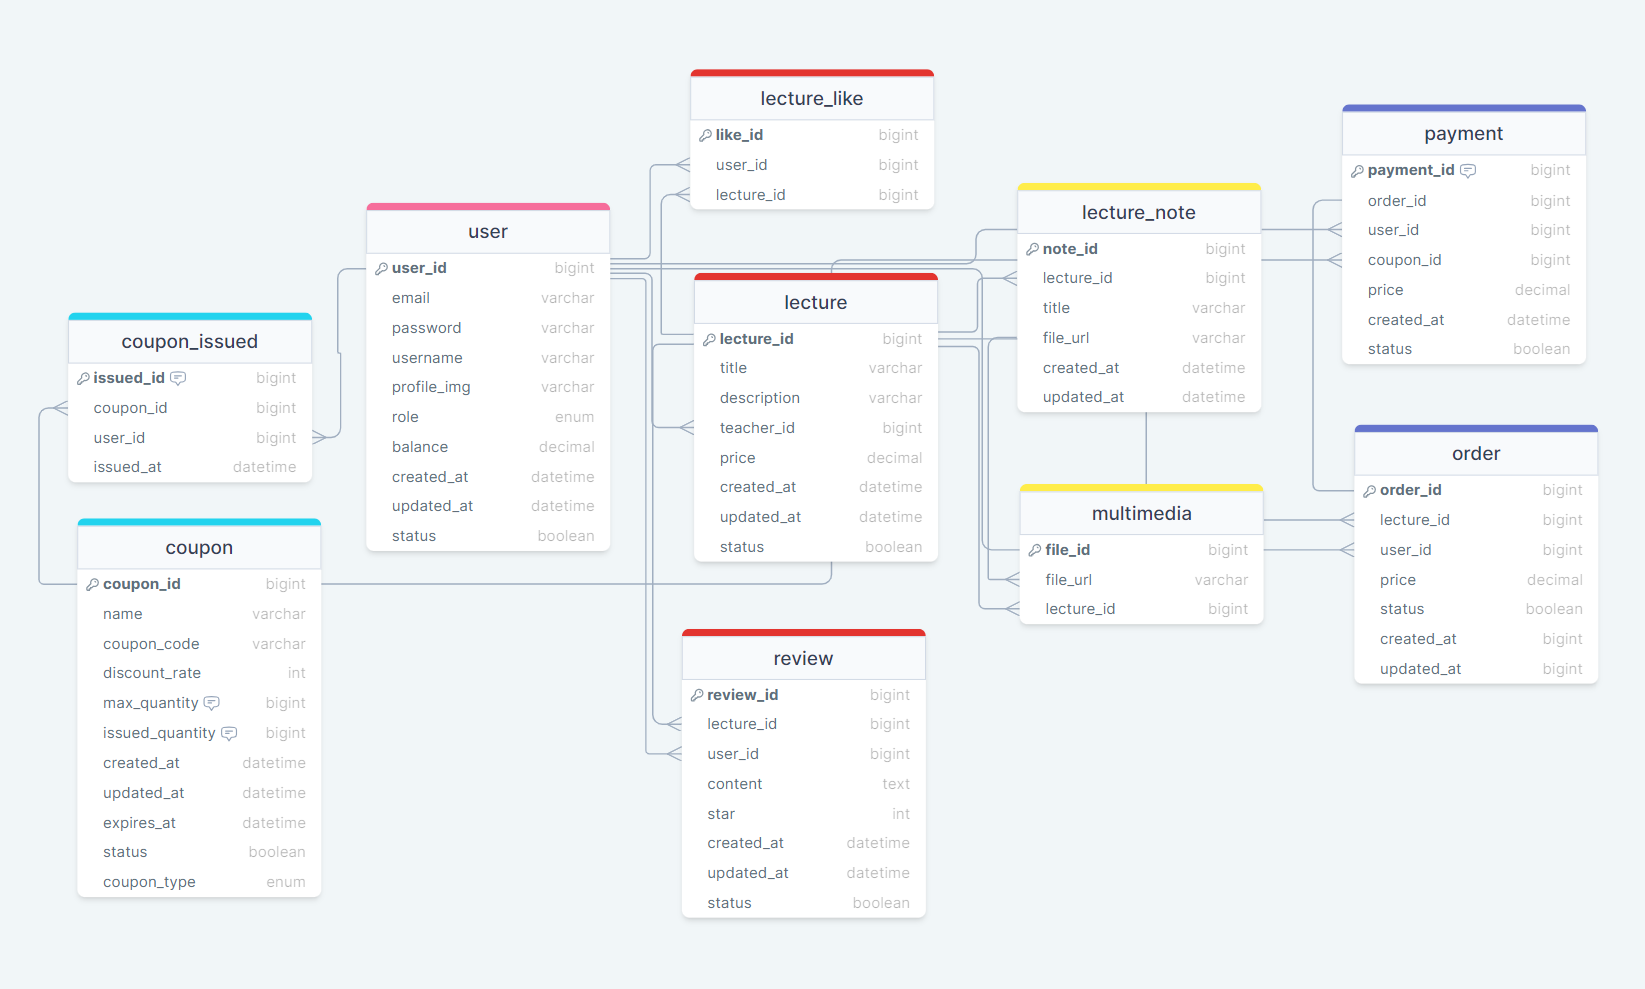 lecture_like
like_id bigint
user_id bigint
lecture_id bigint
payment
payment_id bigint
order_id bigint
user_id bigint
coupon_id bigint
price decimal
created_at datetime
status boolean
lecture_note
note_id bigint
lecture_id bigint
title varchar
file_url varchar
created_at datetime
updated_at datetime
user
user_id bigint
email varchar
password varchar
username varchar
profile_img varchar
role enum
balance decimal
created_at datetime
updated_at datetime
status boolean
lecture
lecture_id bigint
title varchar
description varchar
teacher_id bigint
price decimal
created_at datetime
updated_at datetime
status boolean
coupon_issued
issued_id bigint
coupon_id bigint
user_id bigint
issued_at datetime
order
order_id bigint
lecture_id bigint
user_id bigint
price decimal
status boolean
created_at bigint
updated_at bigint
multimedia
file_id bigint
file_url varchar
lecture_id bigint
coupon
coupon_id bigint
name varchar
coupon_code varchar
discount_rate int
max_quantity bigint
issued_quantity bigint
created_at datetime
updated_at datetime
expires_at datetime
status boolean
coupon_type enum
review
review_id bigint
lecture_id bigint
user_id bigint
content text
star int
created_at datetime
updated_at datetime
status boolean